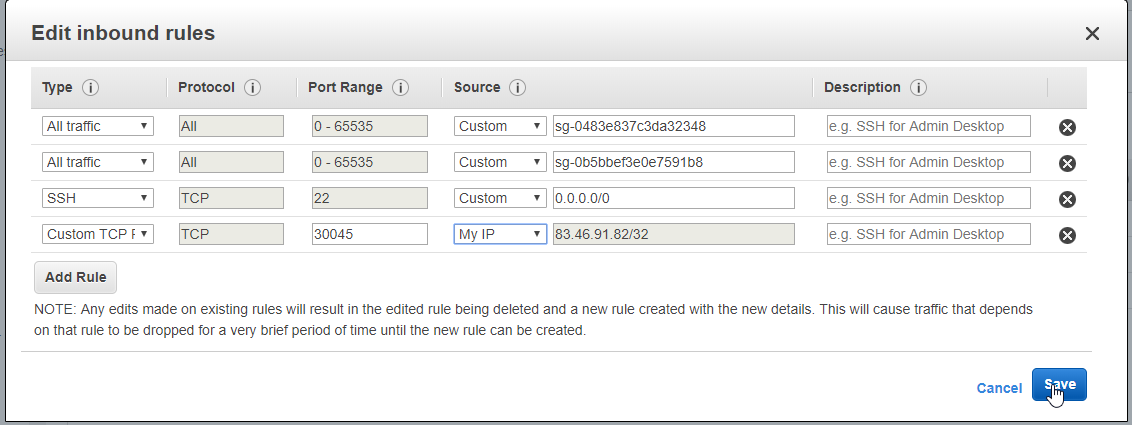 Edit inbound rules
Type Protocol Port Range Source Description
All traffic All 0 - 65535 Custom sg-0483e837c3da32348 e.g. SSH for Admin Desktop
All traffic All 0 - 65535 Custom sg-0b5bbef3e0e7591b8 e.g. SSH for Admin Desktop
SSH TCP 22 Custom 0.0.0.0/0 e.g. SSH for Admin Desktop
Custom TCP F TCP 30045 My IP 83.46.91.82/32 e.g. SSH for Admin Desktop
Add Rule
NOTE: Any edits made on existing rules will result in the edited rule being deleted and a new rule created with the new details. This will cause traffic that depends
on that rule to be dropped for a very brief period of time until the new rule can be created.
Cancel Save